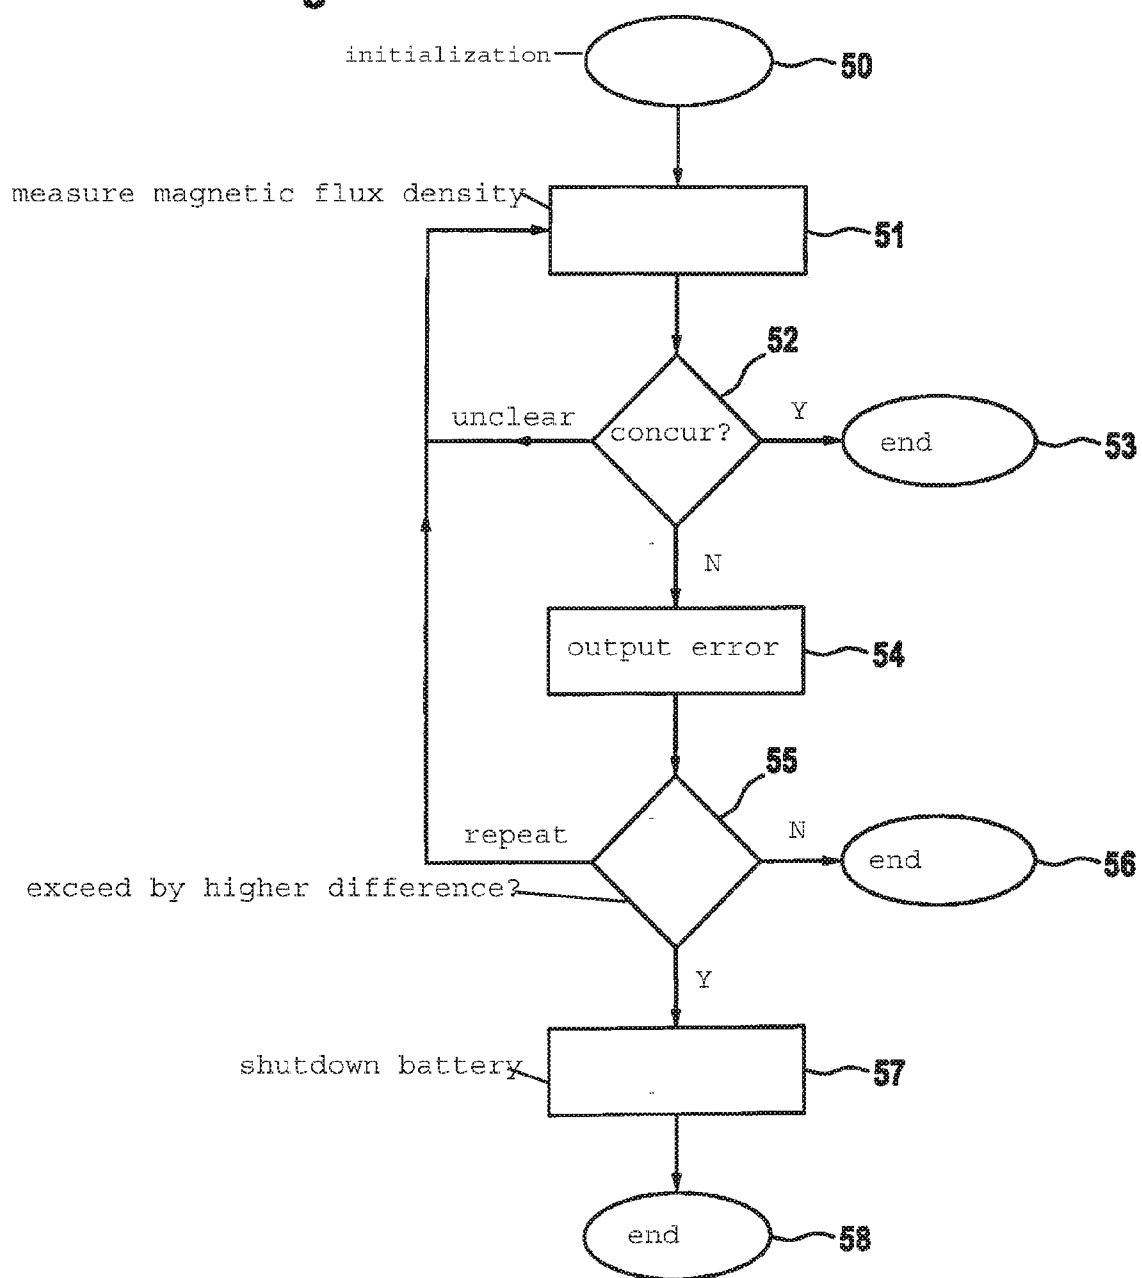 initialization
50
measure magnetic flux density
51
52
unclear
concur?
Y
end
53
N
output error
54
55
repeat
N
end
56
exceed by higher difference?
Y
shutdown battery
57
end
58